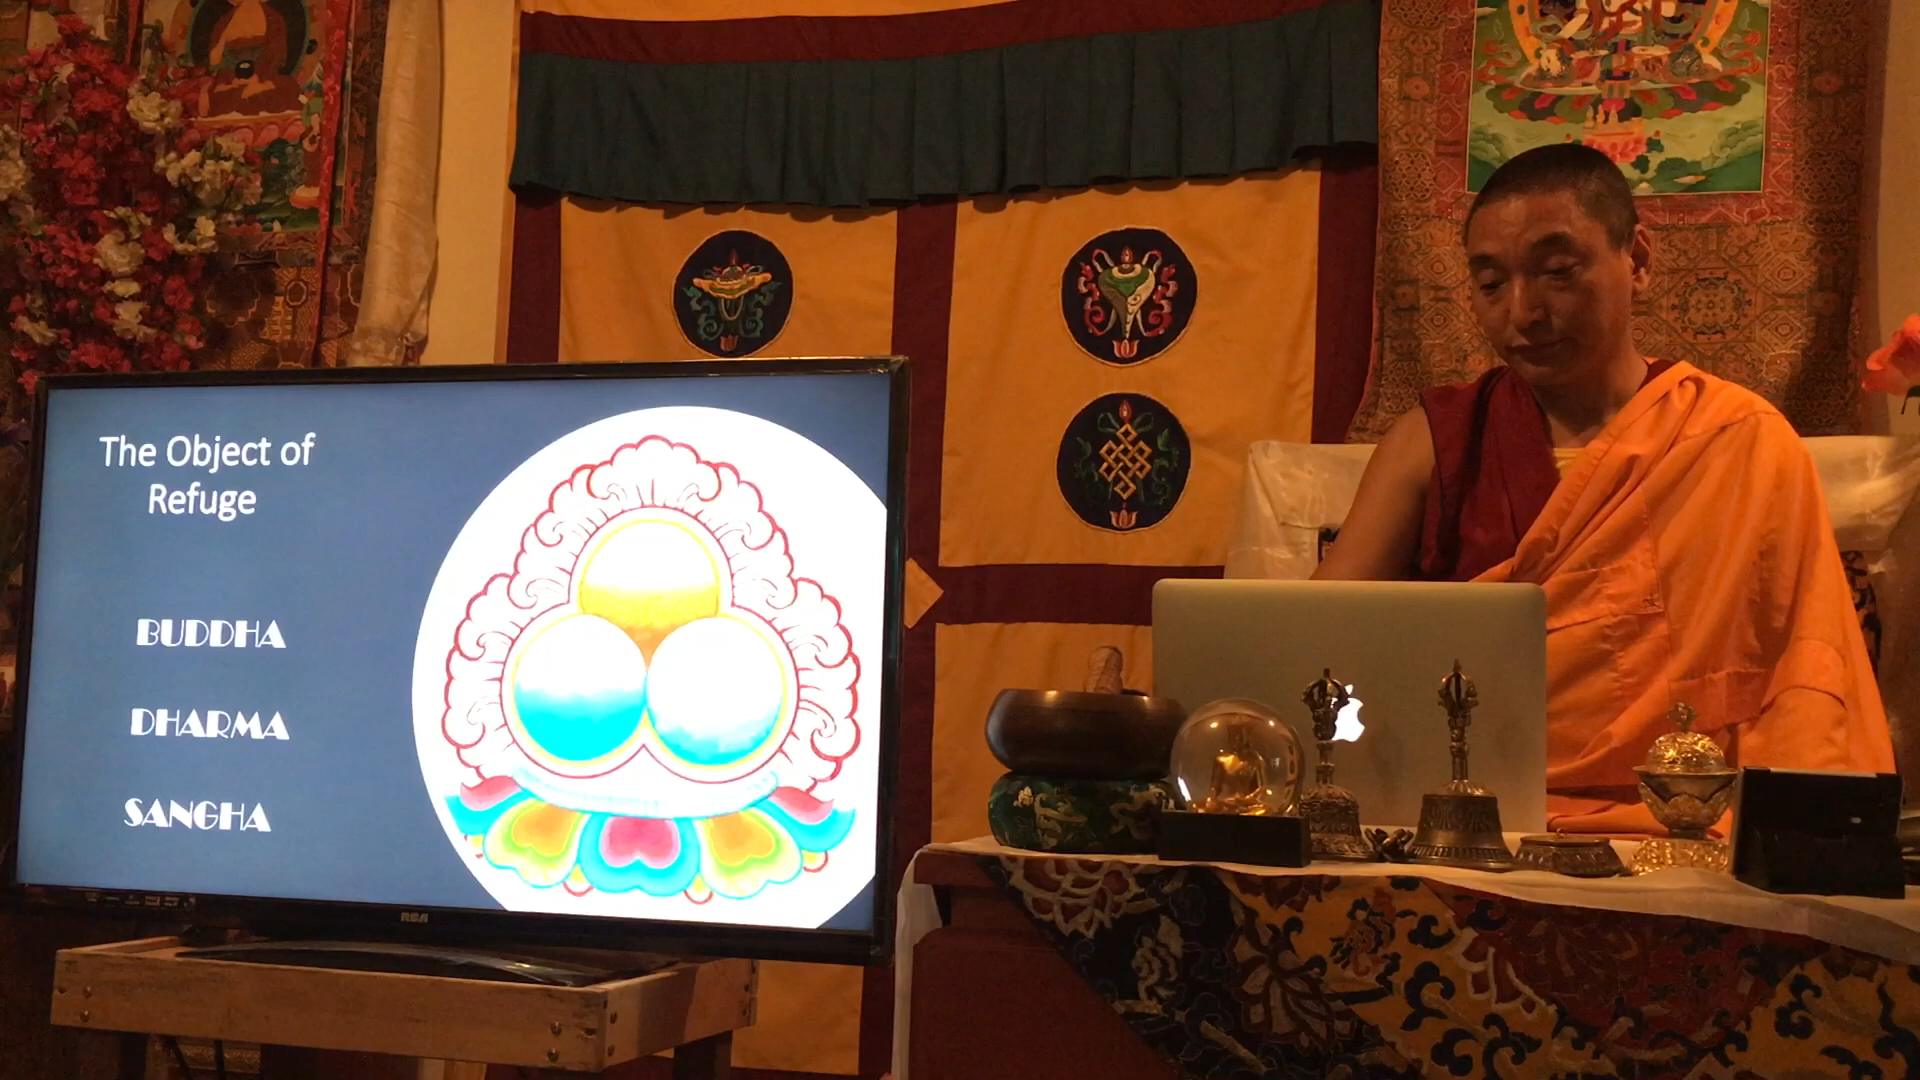 The Object of
Refuge
BUDDHA
DHARMA
SANGHA
RCA